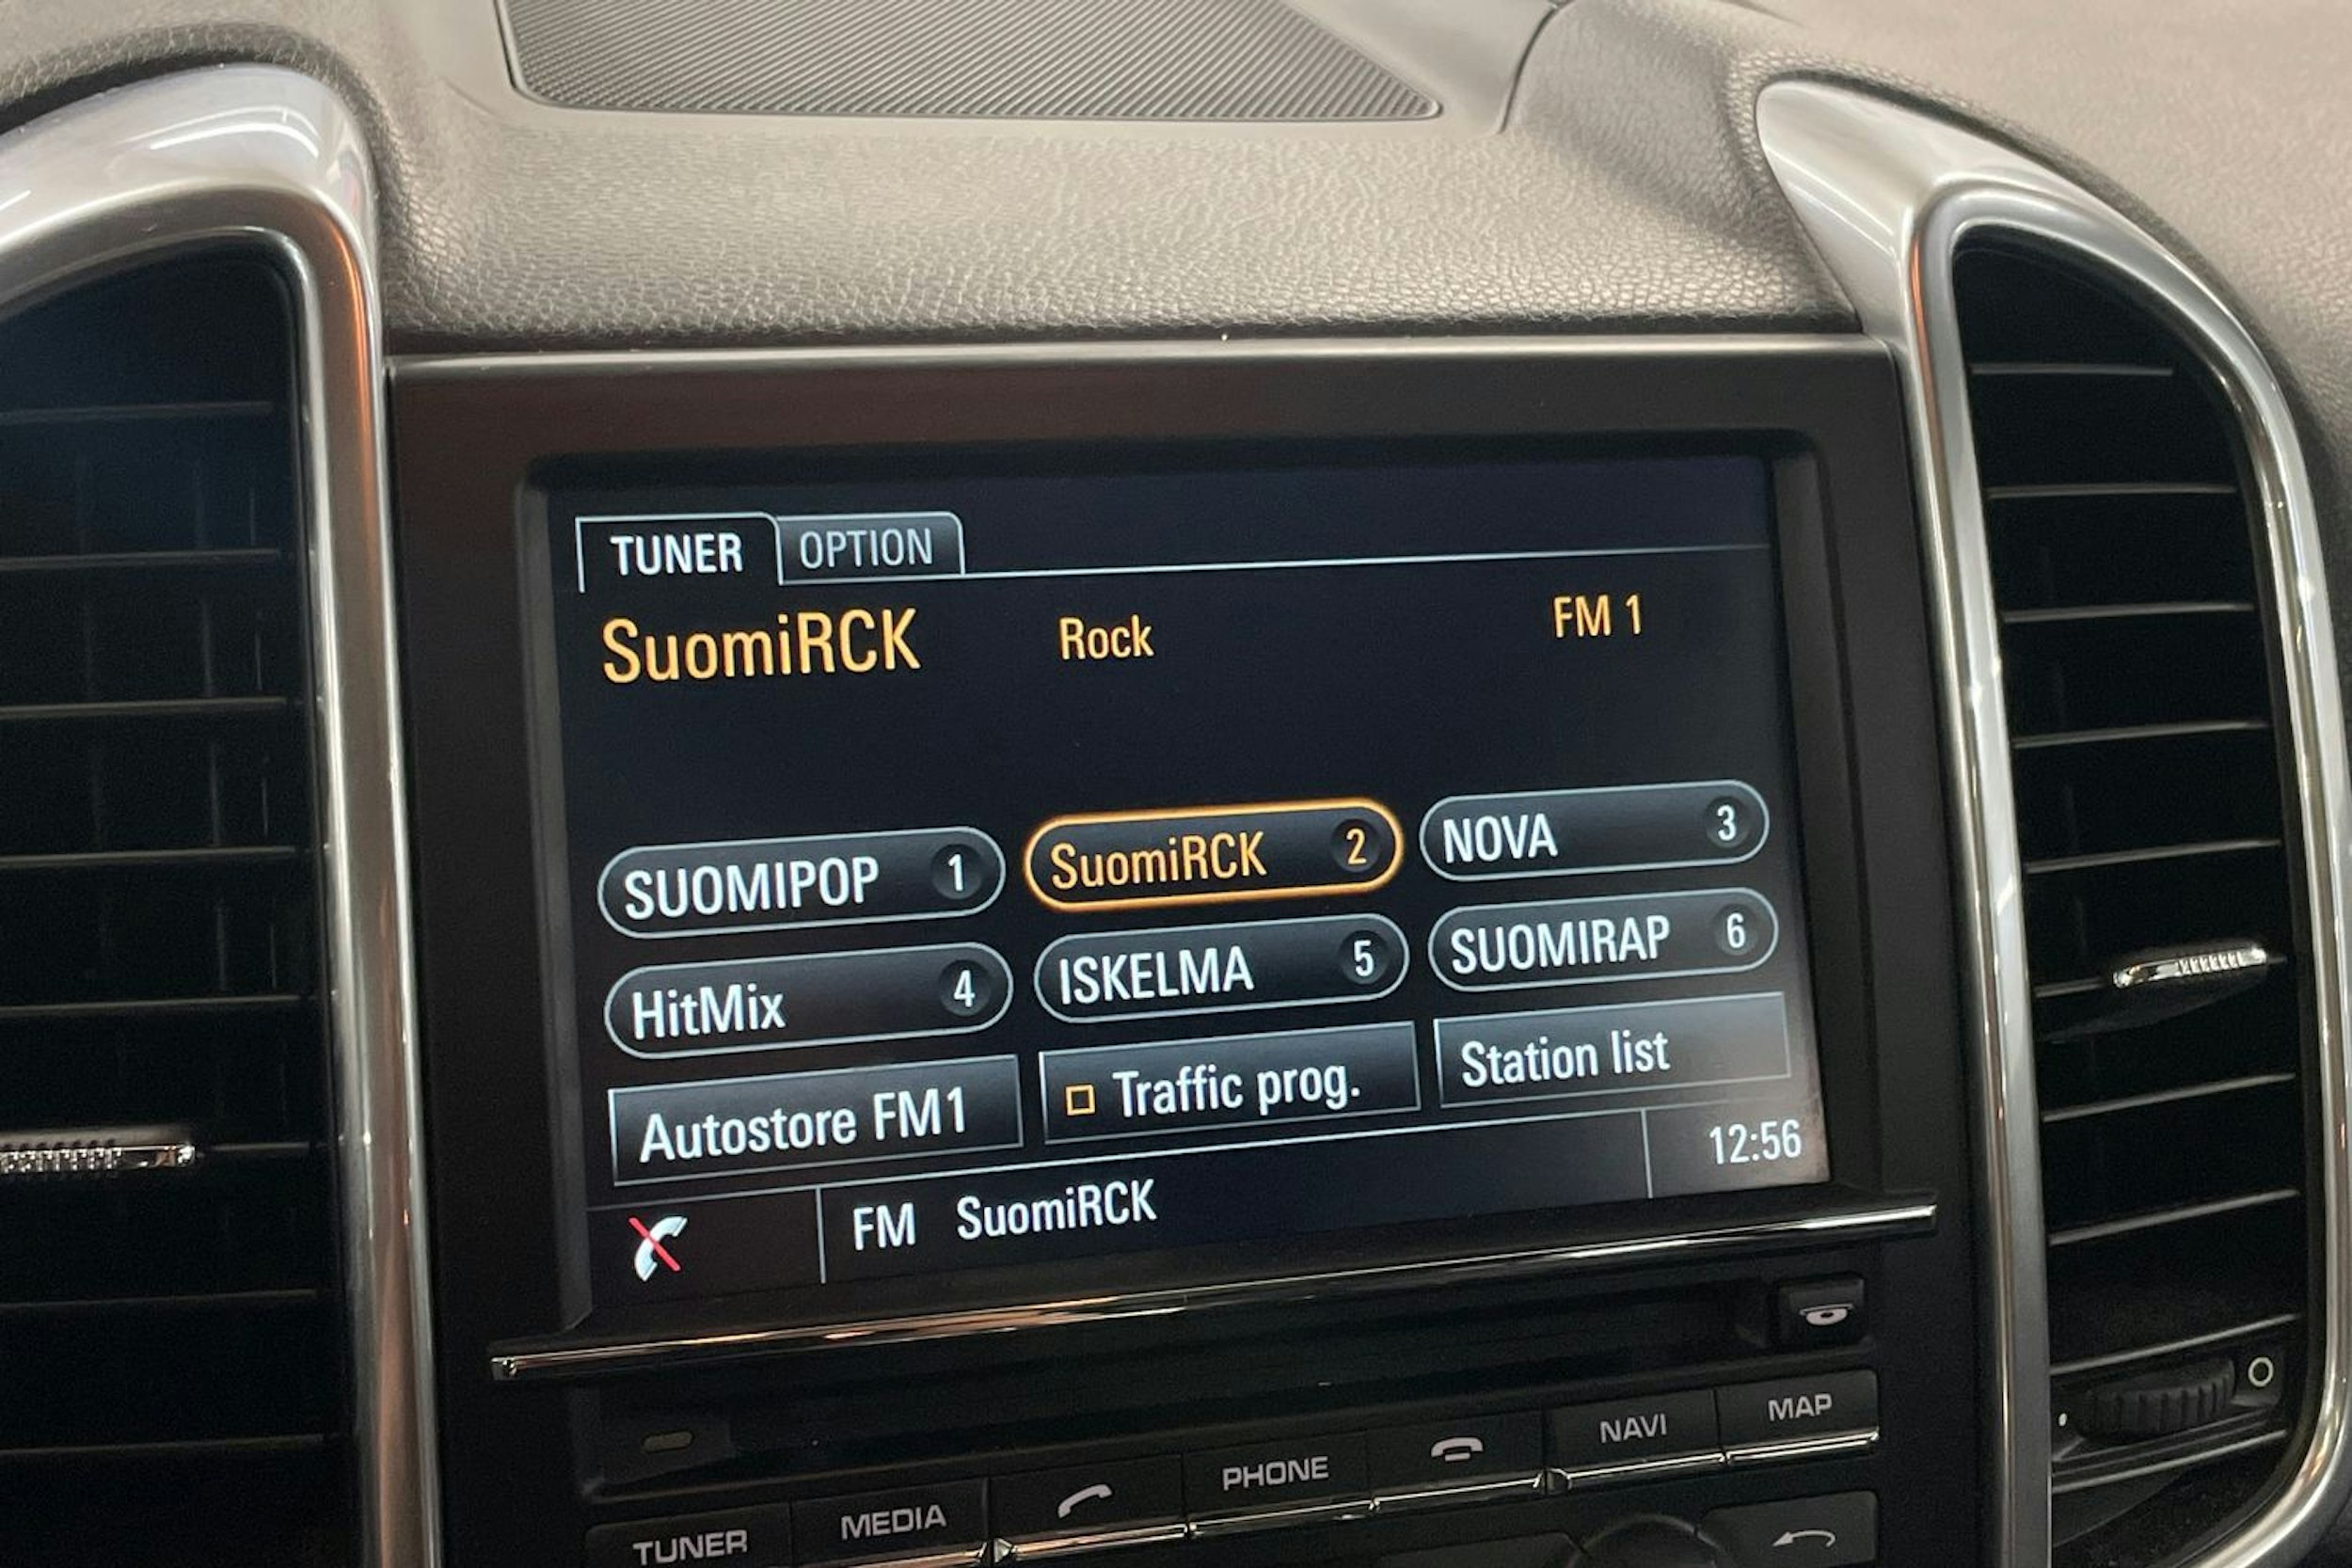 TUNER OPTION
SuomiRCK Rock FM 1
SUOMIPOP 1 SuomiRCK 2 NOVA 3
HitMix 4 ISKELMA 5 SUOMIRAP 6
Autostore FM1 Traffic prog. Station list
FM SuomiRCK 12:56
TUNER MEDIA PHONE NAVI MAP